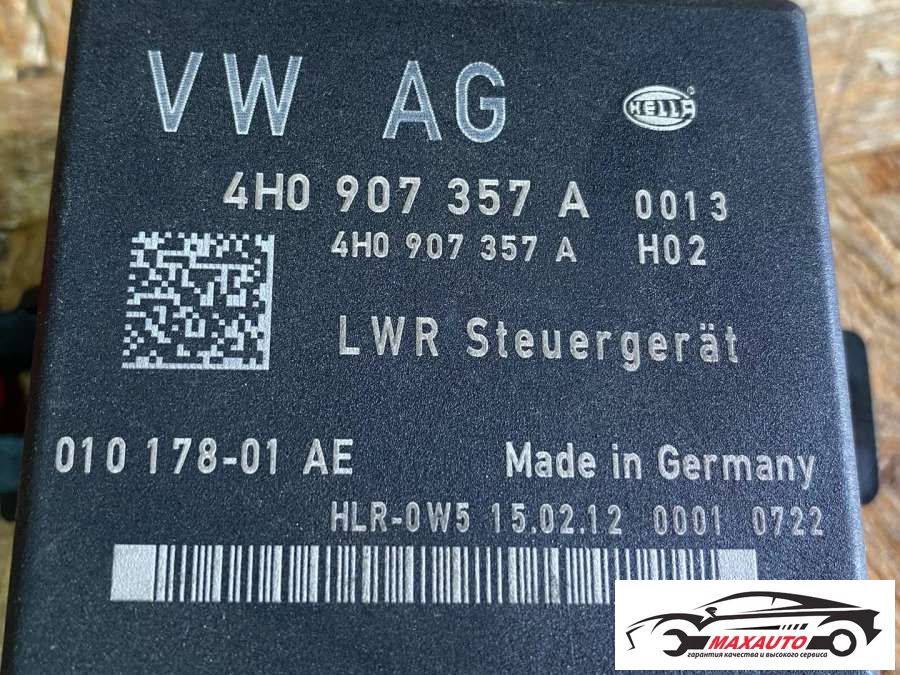 VW AG
HELLA
4H0 907 357 A 0013
4H0 907 357 A H02
LWR Steuergerät
010 178-01 AE Made in Germany
HLR-0W5 15.02.12 0001 0722
MAXAUTO
гарантия качества и высокого сервиса